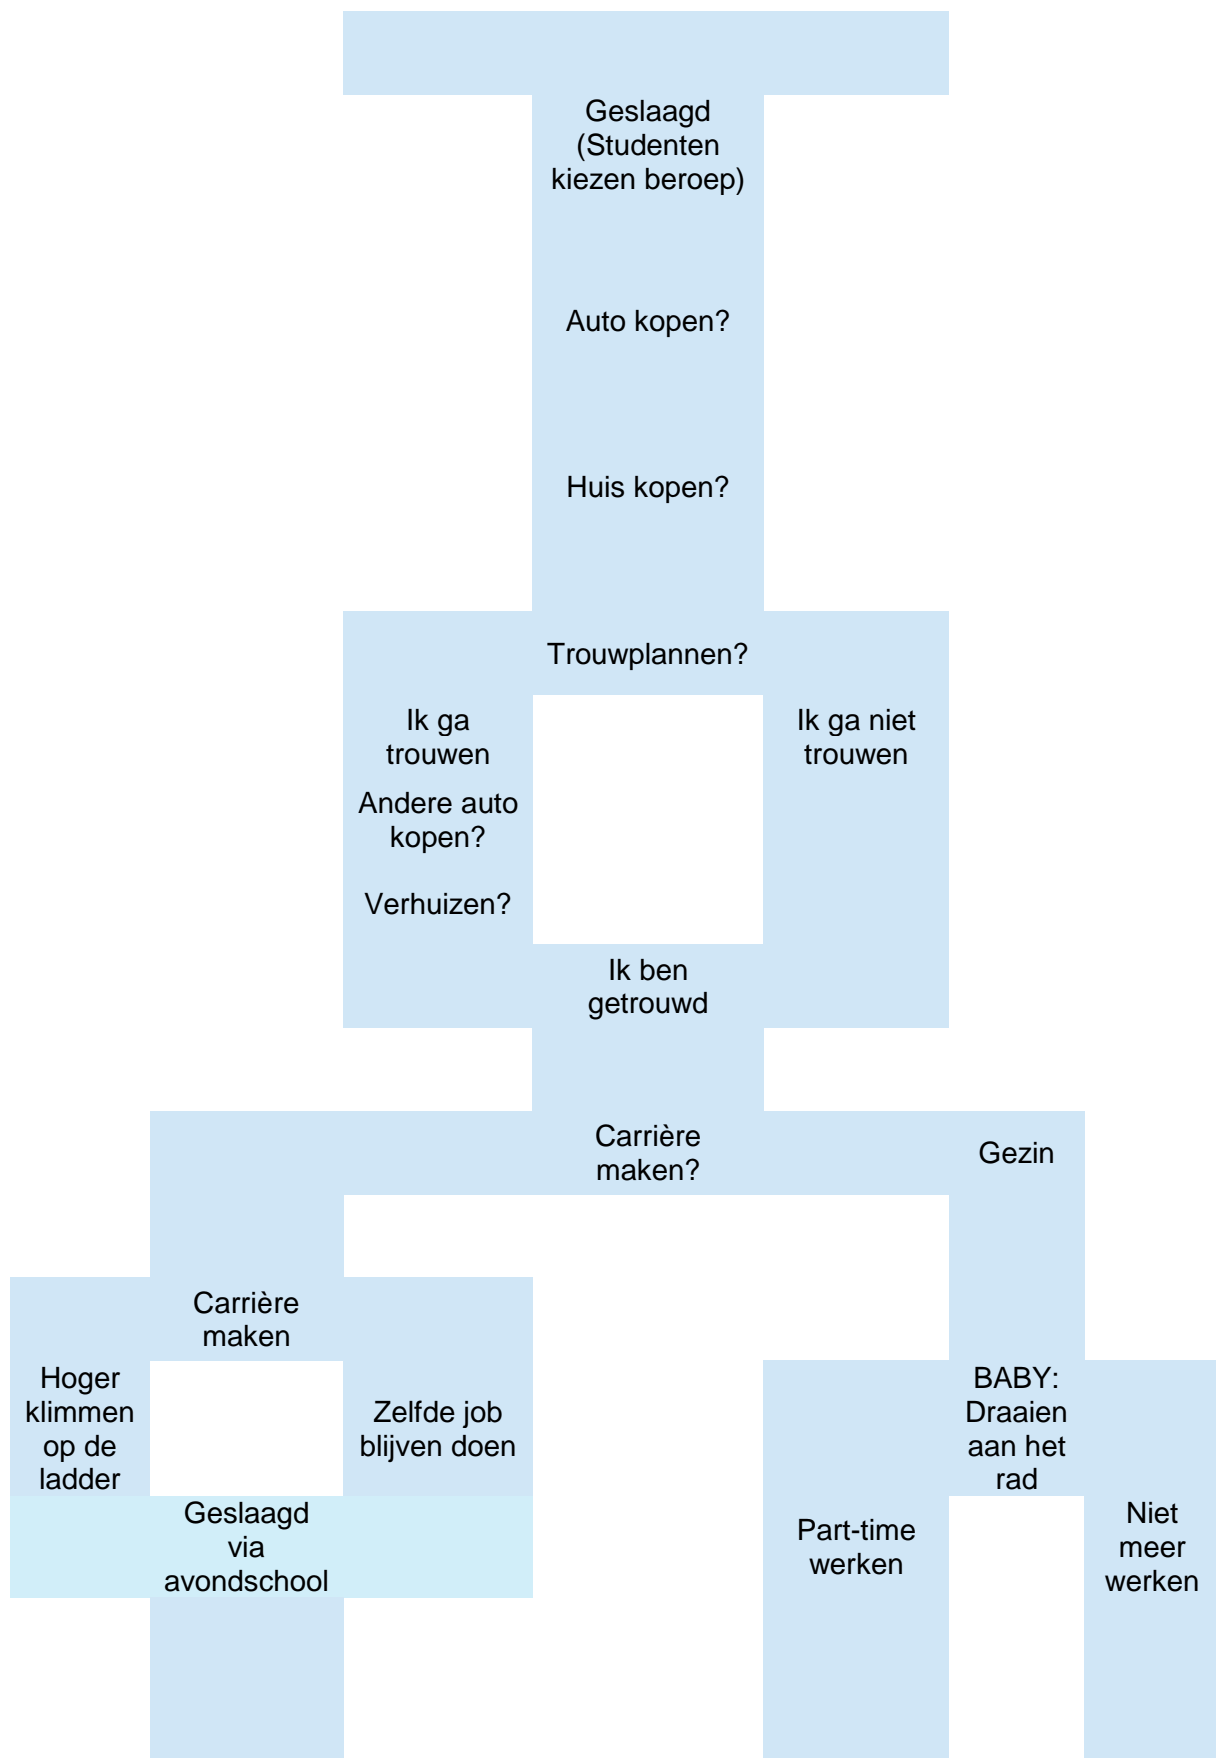 Geslaagd
(Studenten
kiezen beroep)
Auto kopen?
Huis kopen?
Trouwplannen?
Ik ga
trouwen
Ik ga niet
trouwen
Andere auto
kopen?
Verhuizen?
Ik ben
getrouwd
Carrière
maken?
Gezin
Carrière
maken
Hoger
klimmen
op de
ladder
Zelfde job
blijven doen
BABY:
Draaien
aan het
rad
Geslaagd
via
avondschool
Part-time
werken
Niet
meer
werken